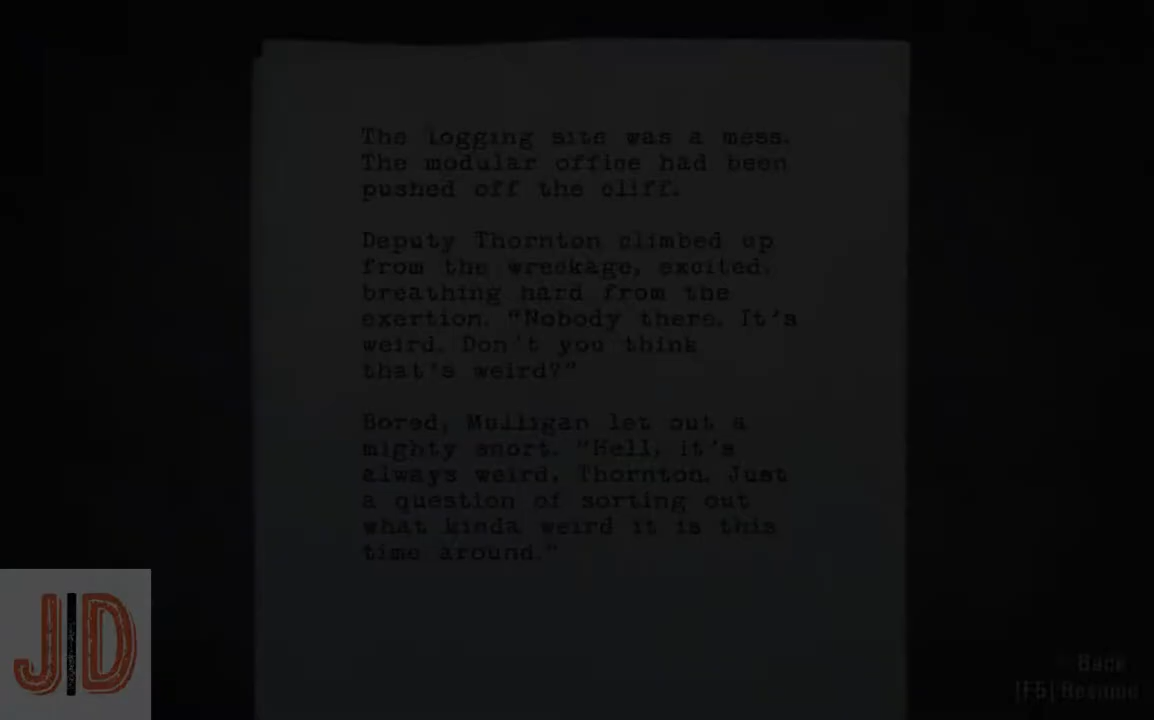 The logging site was a mess.
The modular office had been
pushed off the cliff.
Deputy Thornton climbed up
from the wreckage, excited,
breathing hard from the
exertion. “Nobody there. It's
weird. Don't you think
that's weird?”
Bored, Mulligan let out a
mighty snort. “Hell, it's
always weird, Thornton. Just
a question of sorting out
what kinda weird it is this
time around.”
JD
Back
[F5] Resume